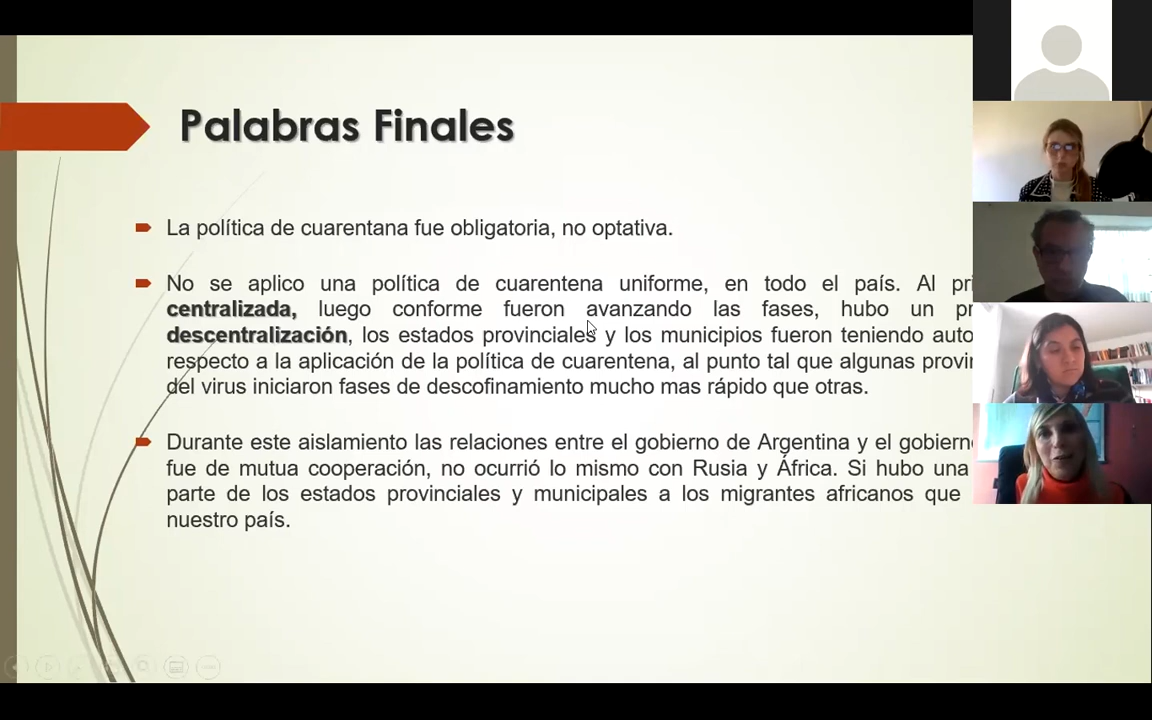 Palabras Finales
La política de cuarentana fue obligatoria, no optativa.
No se aplico una política de cuarentena uniforme, en todo el país. Al
centralizada, luego conforme fueron avanzando las fases, hubo un
descentralización, los estados provinciales y los municipios fueron teniendo
respecto a la aplicación de la política de cuarentena, al punto tal que algunas
del virus iniciaron fases de descofinamiento mucho mas rápido que otras.
Durante este aislamiento las relaciones entre el gobierno de Argentina y el
fue de mutua cooperación, no ocurrió lo mismo con Rusia y África. Si hubo una
parte de los estados provinciales y municipales a los migrantes africanos que
nuestro país.